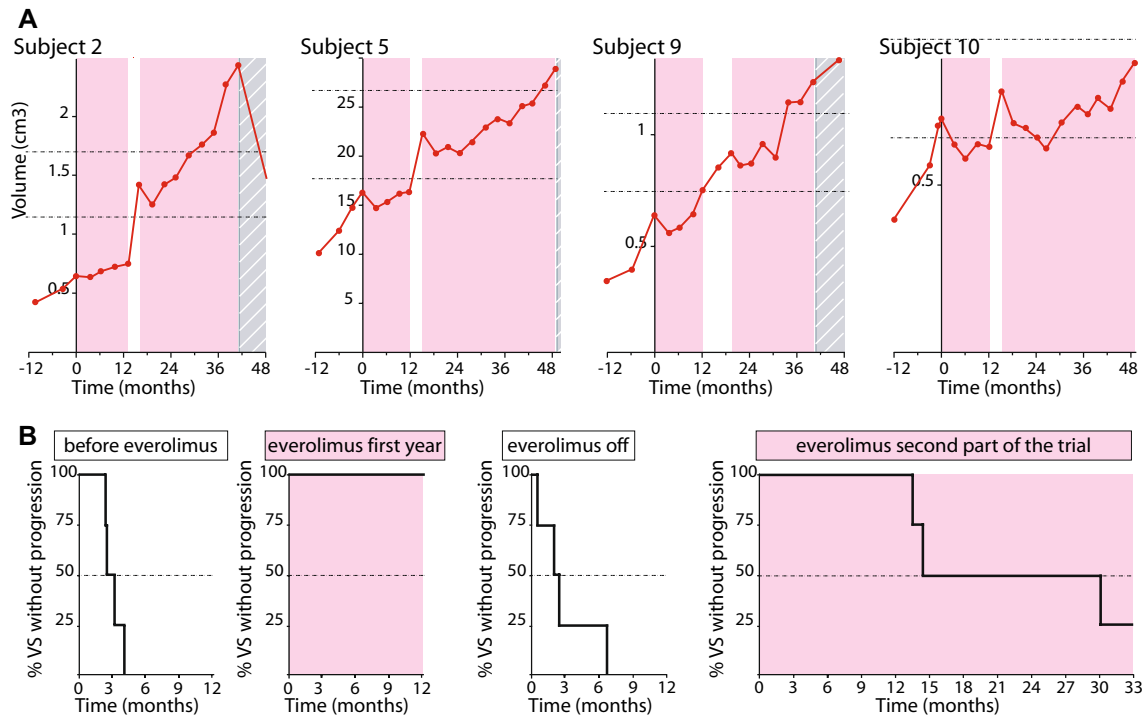 A
Subject 2
Subject 5
Subject 9
Subject 10
Volume (cm3)
2
1.5
1
0.5
25
20
15
10
5
1
0.5
0.5
-12 0 12 24 36 48
-12 0 12 24 36 48
-12 0 12 24 36 48
-12 0 12 24 36 48
Time (months)
Time (months)
Time (months)
Time (months)
B
before everolimus
everolimus first year
everolimus off
everolimus second part of the trial
% VS without progression
100
75
50
25
0 3 6 9 12
Time (months)
% VS without progression
100
75
50
25
0 3 6 9 12
Time (months)
% VS without progression
100
75
50
25
0 3 6 9 12
Time (months)
% VS without progression
100
75
50
25
0 3 6 9 12 15 18 21 24 27 30 33
Time (months)